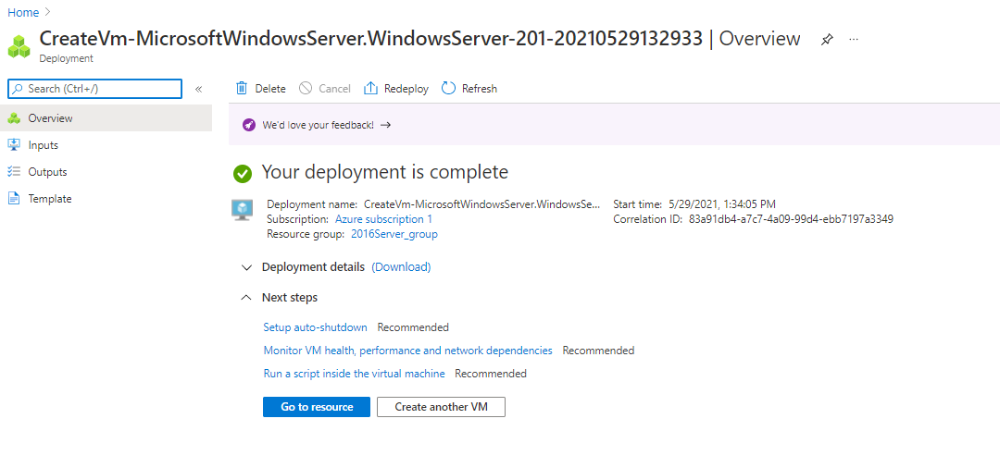 Home
CreateVm-MicrosoftWindowsServer.WindowsServer-201-20210529132933 | Overview
Deployment
Search (Ctrl+/)
Overview
Inputs
Outputs
Template
Delete Cancel Redeploy Refresh
We'd love your feedback! →
Your deployment is complete
Deployment name: CreateVm-MicrosoftWindowsServer.WindowsSe... Start time: 5/29/2021, 1:34:05 PM
Subscription: Azure subscription 1 Correlation ID: 83a91db4-a7c7-4a09-99d4-ebb7197a3349
Resource group: 2016Server_group
Deployment details (Download)
Next steps
Setup auto-shutdown Recommended
Monitor VM health, performance and network dependencies Recommended
Run a script inside the virtual machine Recommended
Go to resource Create another VM